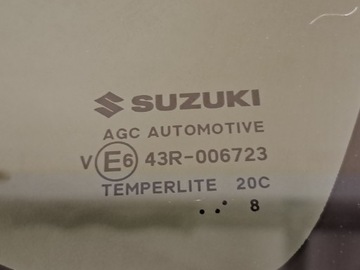 SUZUKI
AGC AUTOMOTIVE
V E6 43R-006723
TEMPERLITE 20C
.. . 8